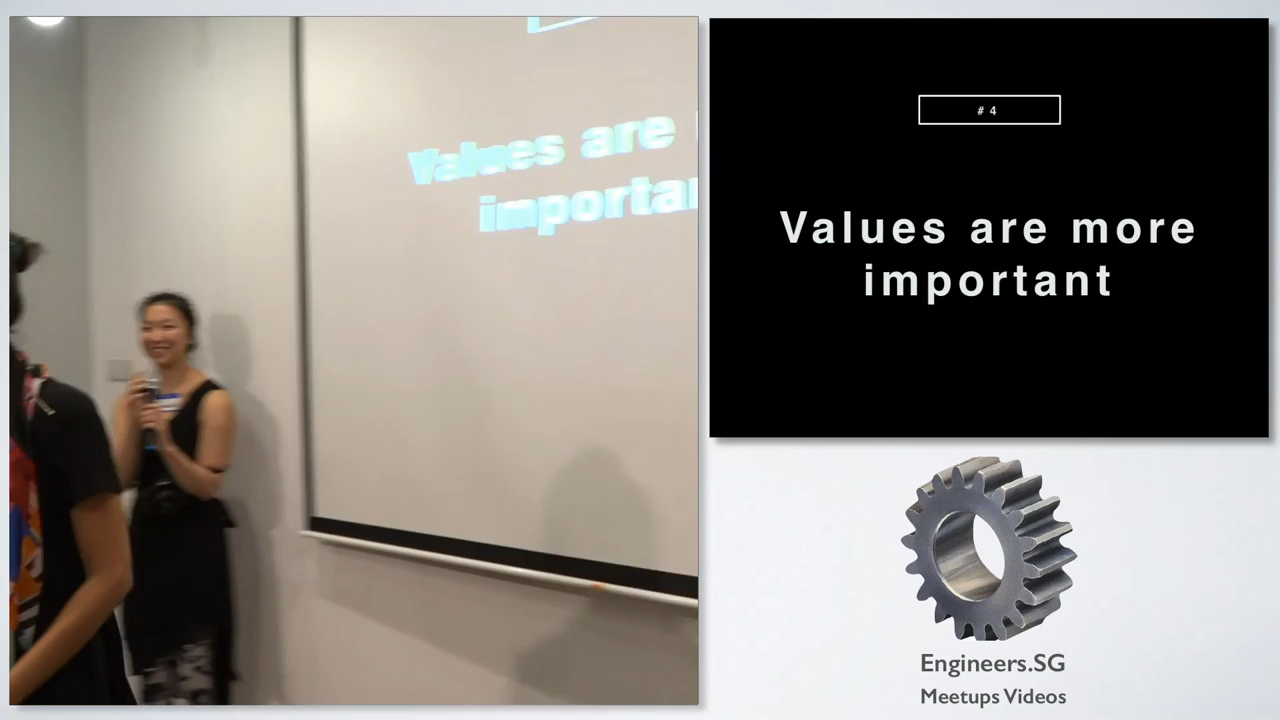 Values are
importa
# 4
Values are more
important
Engineers.SG
Meetups Videos